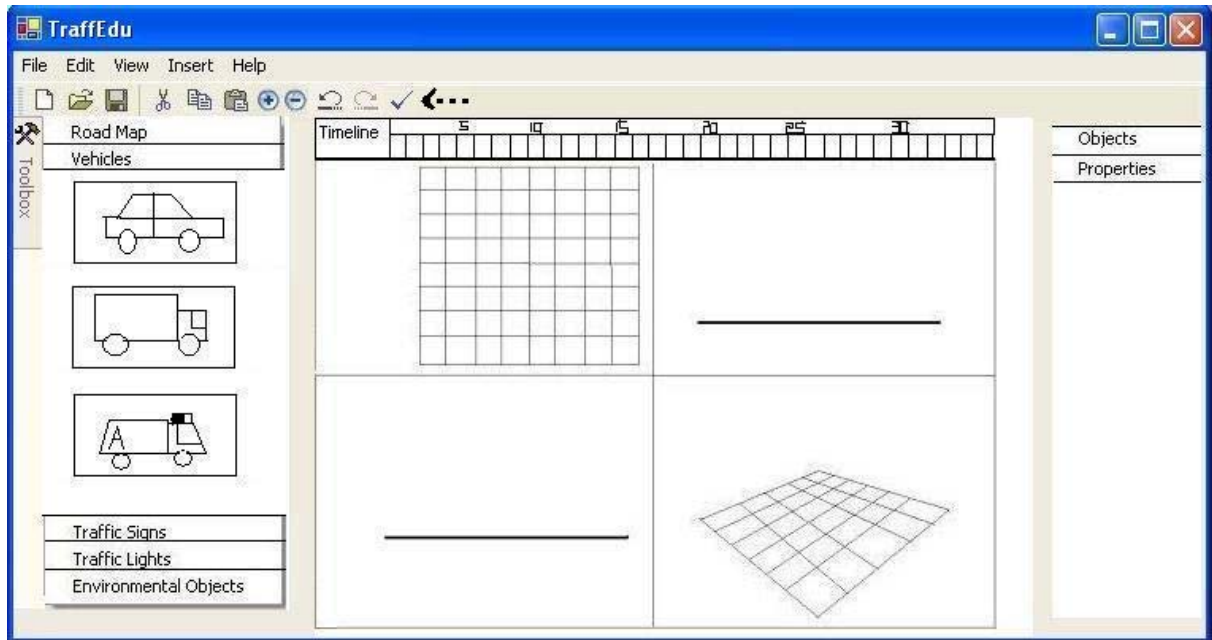 TraffEdu
File Edit View Insert Help
Toolbox
Road Map
Vehicles
A
Traffic Signs
Traffic Lights
Environmental Objects
Timeline 5 10 15 20 25 30
Objects
Properties